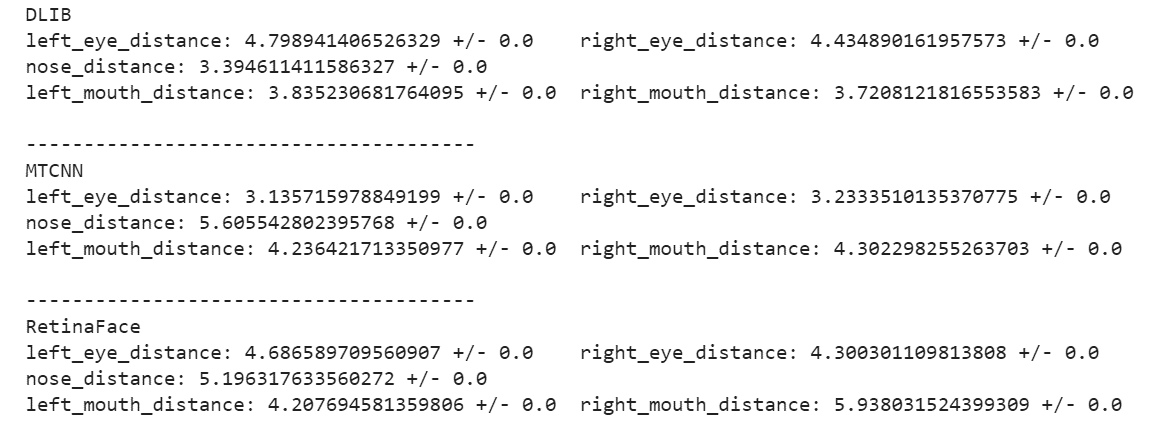 DLIB
left_eye_distance: 4.798941406526329 +/- 0.0    right_eye_distance: 4.434890161957573 +/- 0.0
nose_distance: 3.394611411586327 +/- 0.0
left_mouth_distance: 3.835230681764095 +/- 0.0  right_mouth_distance: 3.7208121816553583 +/- 0.0
---------------------------------------
MTCNN
left_eye_distance: 3.135715978849199 +/- 0.0    right_eye_distance: 3.2333510135370775 +/- 0.0
nose_distance: 5.605542802395768 +/- 0.0
left_mouth_distance: 4.236421713350977 +/- 0.0  right_mouth_distance: 4.302298255263703 +/- 0.0
---------------------------------------
RetinaFace
left_eye_distance: 4.686589709560907 +/- 0.0    right_eye_distance: 4.300301109813808 +/- 0.0
nose_distance: 5.196317633560272 +/- 0.0
left_mouth_distance: 4.207694581359806 +/- 0.0  right_mouth_distance: 5.938031524399309 +/- 0.0